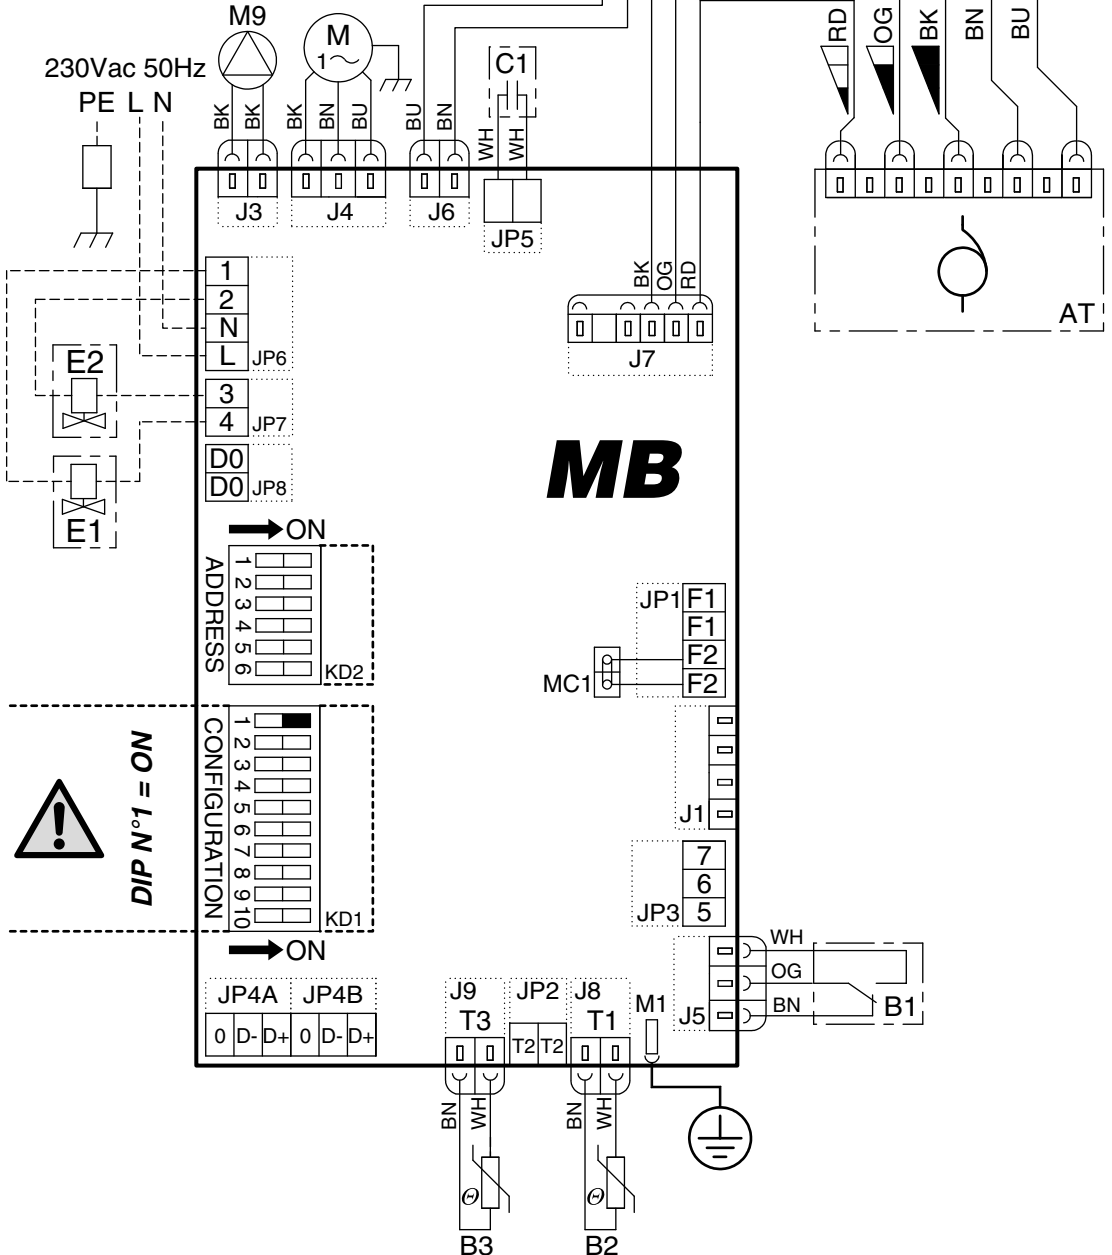 M9
M
1~
230Vac 50Hz
PE L N
C1
BK BK BK BN BU BU BN WH WH
RD OG BK BN BU
J3 J4 J6
JP5
BK OG RD
J7
AT
1
2
N
L JP6
E2
3
4 JP7
D0
D0 JP8
E1
MB
ON
ADDRESS
1
2
3
4
5
6
KD2
JP1 F1
F1
F2
F2
MC1
DIP N°1 = ON
CONFIGURATION
1
2
3
4
5
6
7
8
9
10
KD1
ON
J1
7
6
JP3 5
WH
OG
BN
J5
B1
JP4A JP4B
0 D- D+ 0 D- D+
J9 JP2 J8
T3 T2 T2 T1
M1
BN WH BN WH
Θ Θ
B3 B2